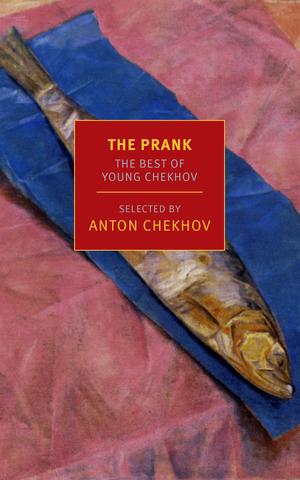 THE PRANK
THE BEST OF
YOUNG CHEKHOV
SELECTED BY
ANTON CHEKHOV